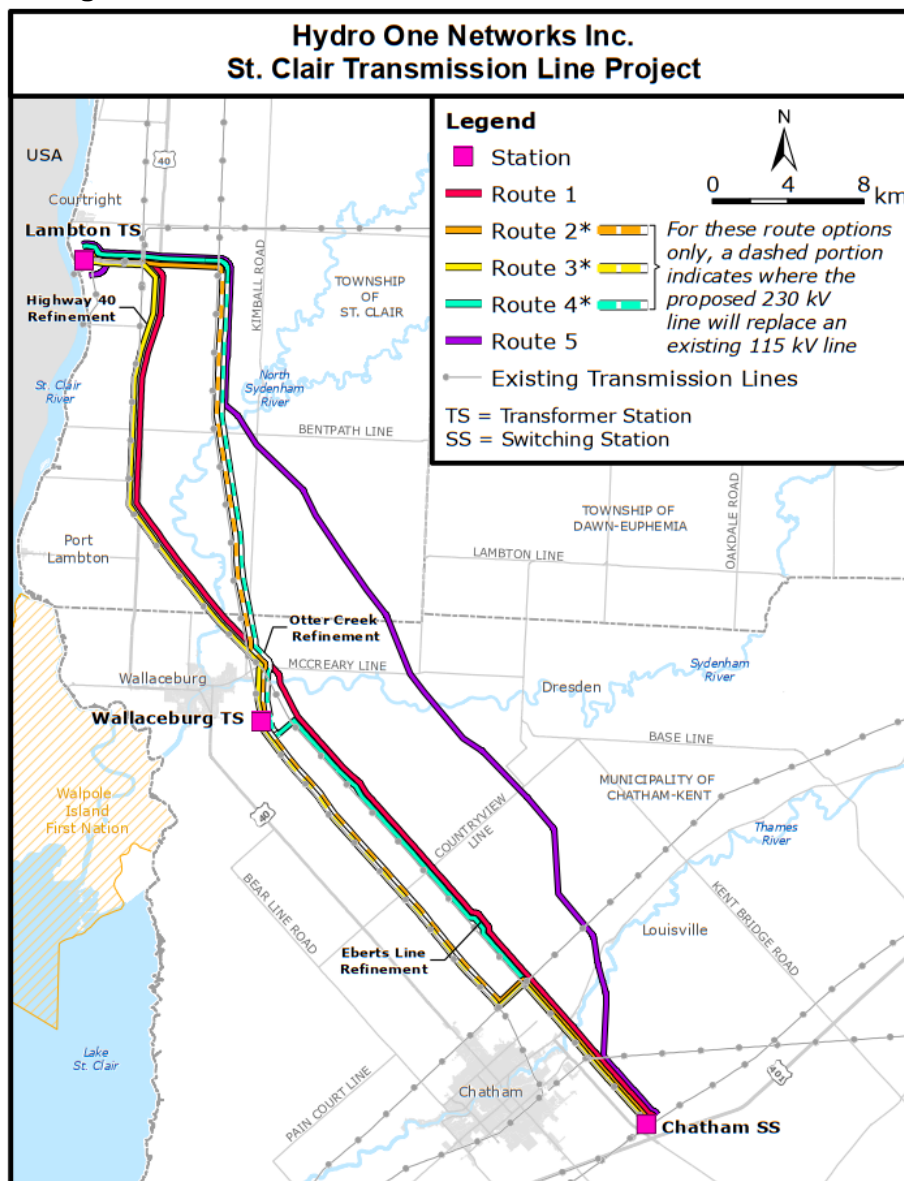 Hydro One Networks Inc.
St. Clair Transmission Line Project
Legend
Station
Route 1
Route 2*
Route 3*
Route 4*
Route 5
Existing Transmission Lines
TS = Transformer Station
SS = Switching Station
For these route options
only, a dashed portion
indicates where the
proposed 230 kV
line will replace an
existing 115 kV line
N
0 4 8
km
USA
40
Courtright
Lambton TS
Highway 40
Refinement
KIMBALL ROAD
TOWNSHIP
OF
ST. CLAIR
St. Clair
River
North
Sydenham
River
BENTPATH LINE
Port
Lambton
TOWNSHIP OF
DAWN-EUPHEMIA
OAKDALE ROAD
LAMBTON LINE
Otter Creek
Refinement
MCCREARY LINE
Wallaceburg
Sydenham
River
Dresden
Wallaceburg TS
BASE LINE
MUNICIPALITY OF
CHATHAM-KENT
Walpole
Island
First Nation
40
COUNTRYVIEW
LINE
Thames
River
BEAR LINE ROAD
KENT BRIDGE ROAD
Louisville
Eberts Line
Refinement
Lake
St. Clair
PAIN COURT LINE
Chatham
401
Chatham SS